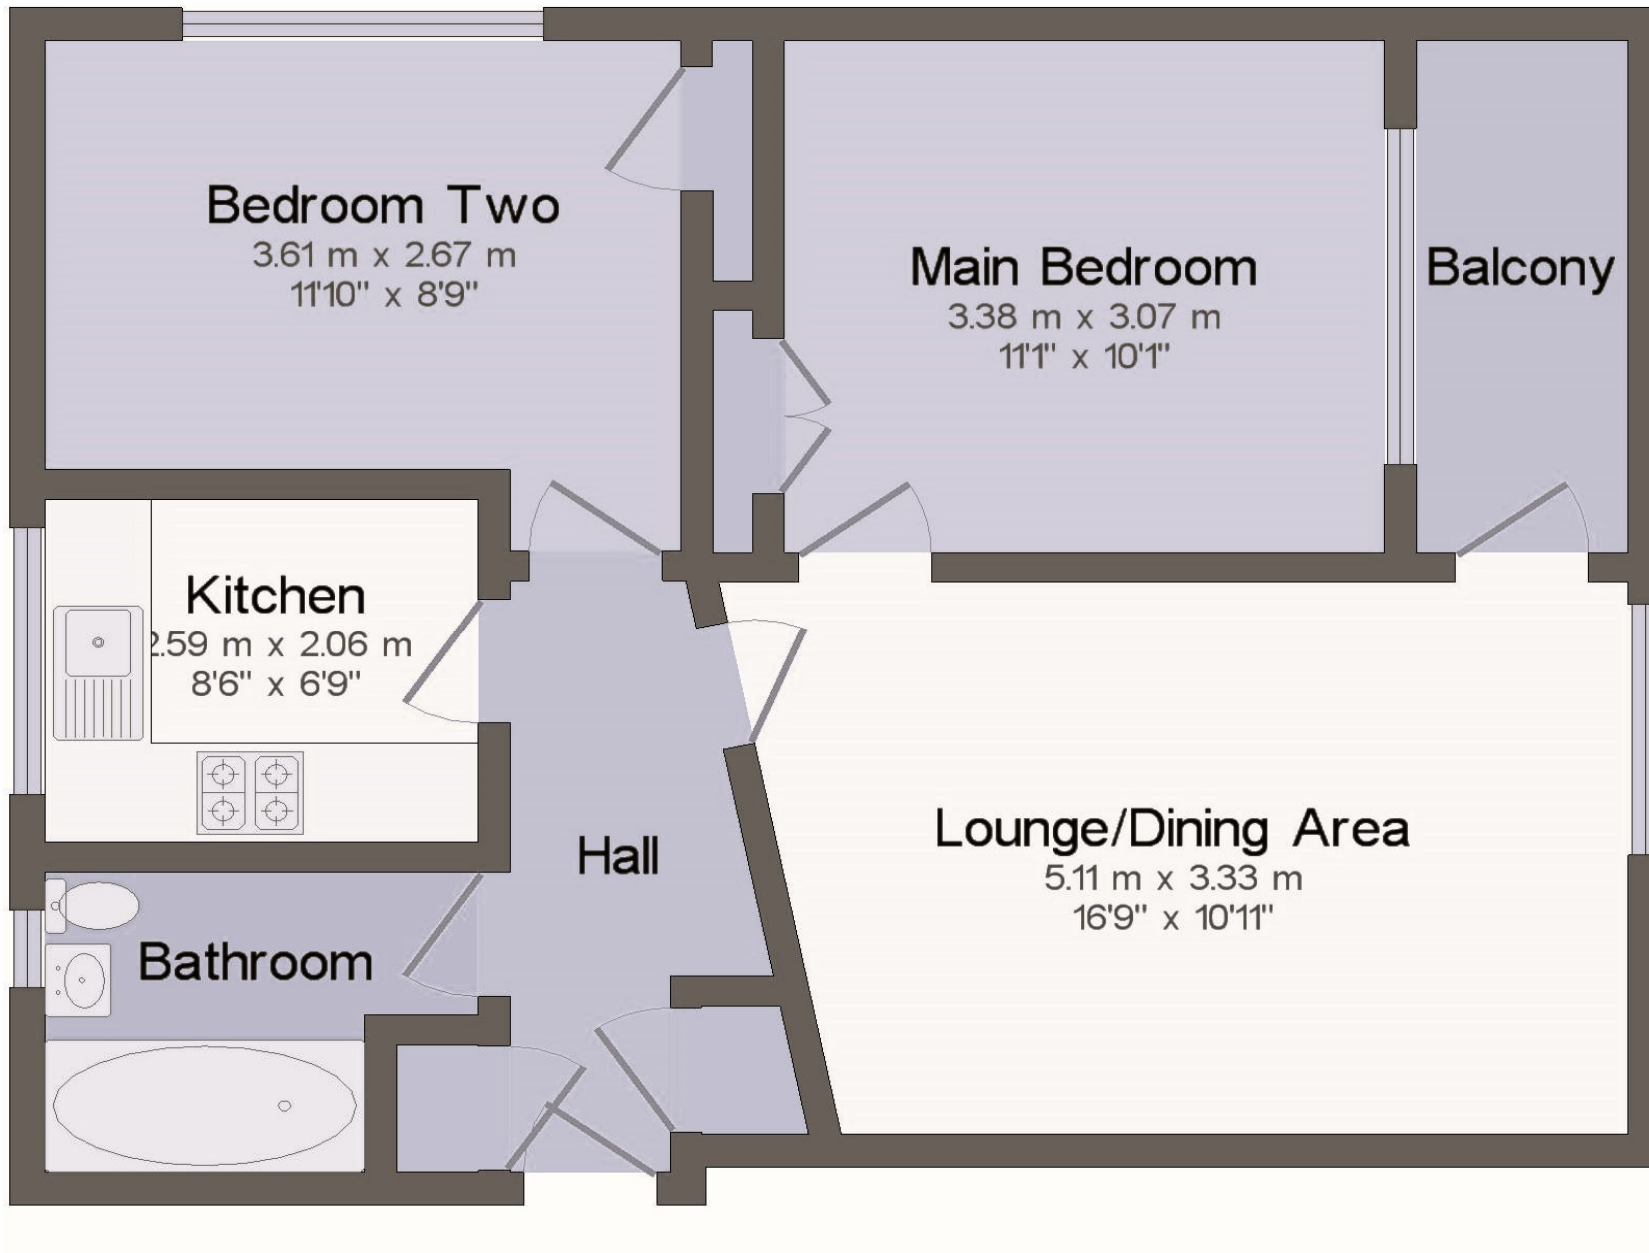 Bedroom Two
3.61 m x 2.67 m
11'10" x 8'9"
Main Bedroom
3.38 m x 3.07 m
11'1" x 10'1"
Balcony
Kitchen
2.59 m x 2.06 m
8'6" x 6'9"
Hall
Lounge/Dining Area
5.11 m x 3.33 m
16'9" x 10'11"
Bathroom